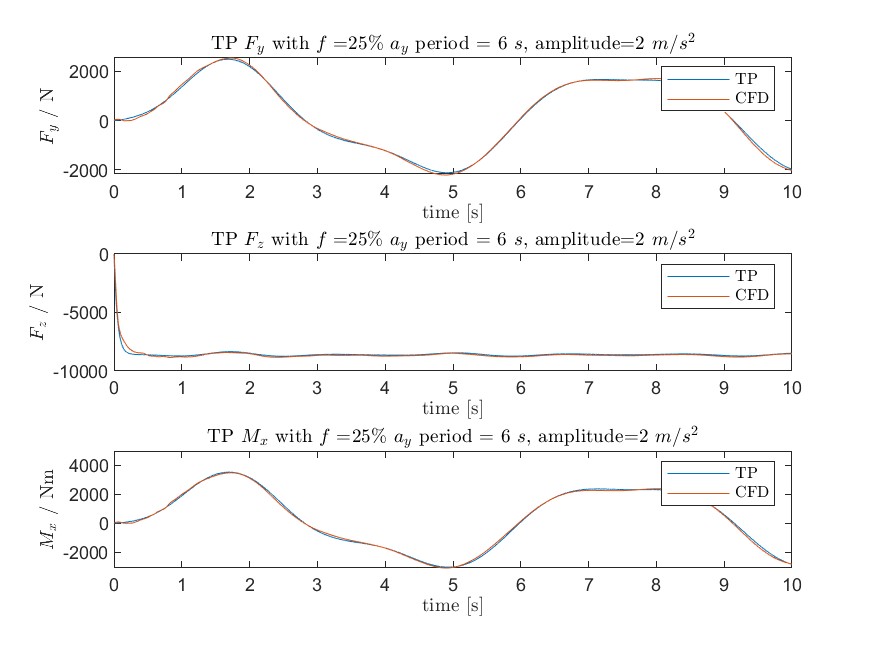 TP F_y with f =25% a_y period = 6 s, amplitude=2 m/s²
F_y / N
2000
0
-2000
TP
CFD
0 1 2 3 4 5 6 7 8 9 10
time [s]
TP F_z with f =25% a_y period = 6 s, amplitude=2 m/s²
F_z / N
0
-5000
-10000
TP
CFD
0 1 2 3 4 5 6 7 8 9 10
time [s]
TP M_x with f =25% a_y period = 6 s, amplitude=2 m/s²
M_x / Nm
4000
2000
0
-2000
TP
CFD
0 1 2 3 4 5 6 7 8 9 10
time [s]